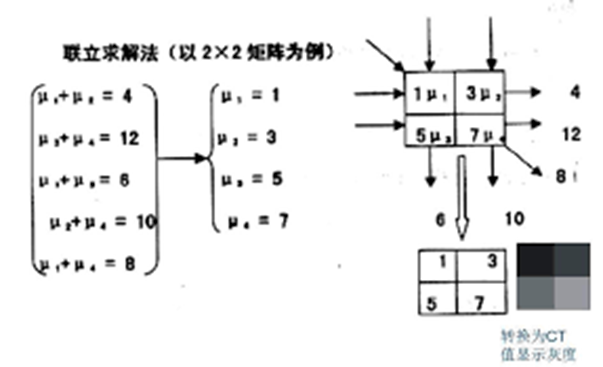 联立求解法（以2×2矩阵为例）
μ₁+μ₂ = 4
μ₃+μ₄ = 12
μ₁+μ₃ = 6
μ₂+μ₄ = 10
μ₁+μ₄ = 8
μ₁ = 1
μ₂ = 3
μ₃ = 5
μ₄ = 7
1μ₁ 3μ₂ 4
5μ₃ 7μ₄ 12
8
6 10
1 3
5 7
转换为CT
值显示灰度